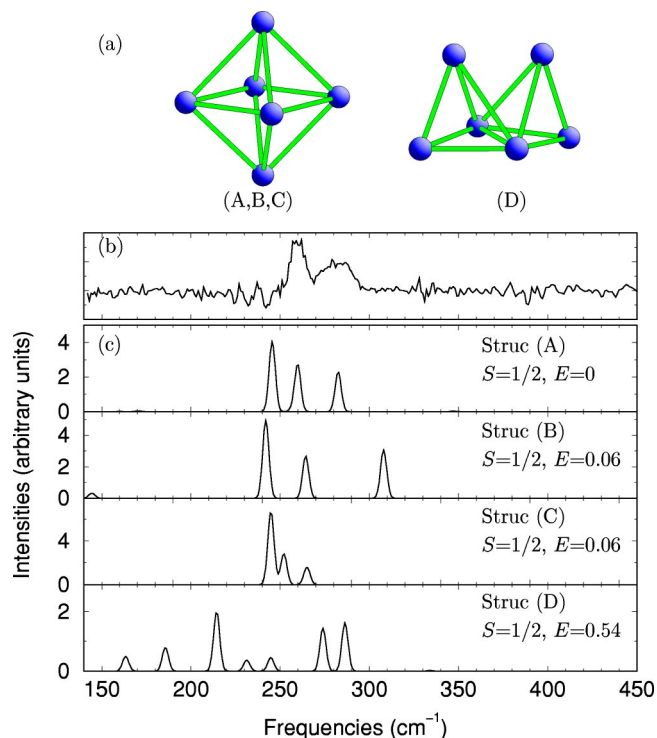 (a)
(A,B,C)
(D)
(b)
(c)
Struc (A)
S=1/2, E=0
Struc (B)
S=1/2, E=0.06
Struc (C)
S=1/2, E=0.06
Struc (D)
S=1/2, E=0.54
4
2
0
4
2
0
6
4
2
0
2
0
Intensities (arbitrary units)
150 200 250 300 350 400 450
Frequencies (cm⁻¹)